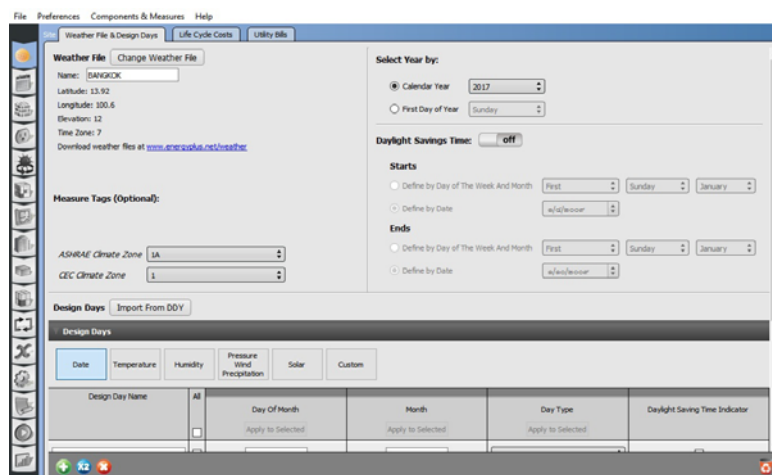 File Preferences Components & Measures Help
Site Weather File & Design Days Life Cycle Costs Utility Bills
Weather File Change Weather File
Name: BANGKOK
Latitude: 13.92
Longitude: 100.6
Elevation: 12
Time Zone: 7
Download weather files at www.energyplus.net/weather
Measure Tags (Optional):
ASHRAE Climate Zone 1A
CEC Climate Zone 1
Select Year by:
Calendar Year 2017
First Day of Year Sunday
Daylight Savings Time: off
Starts
Define by Day of The Week And Month First Sunday January
Define by Date
Ends
Define by Day of The Week And Month First Sunday January
Define by Date
Design Days Import From DDY
Design Days
Date Temperature Humidity Pressure Wind Precipitation Solar Custom
Design Day Name All Day Of Month Month Day Type Daylight Saving Time Indicator
Apply to Selected Apply to Selected Apply to Selected
X2